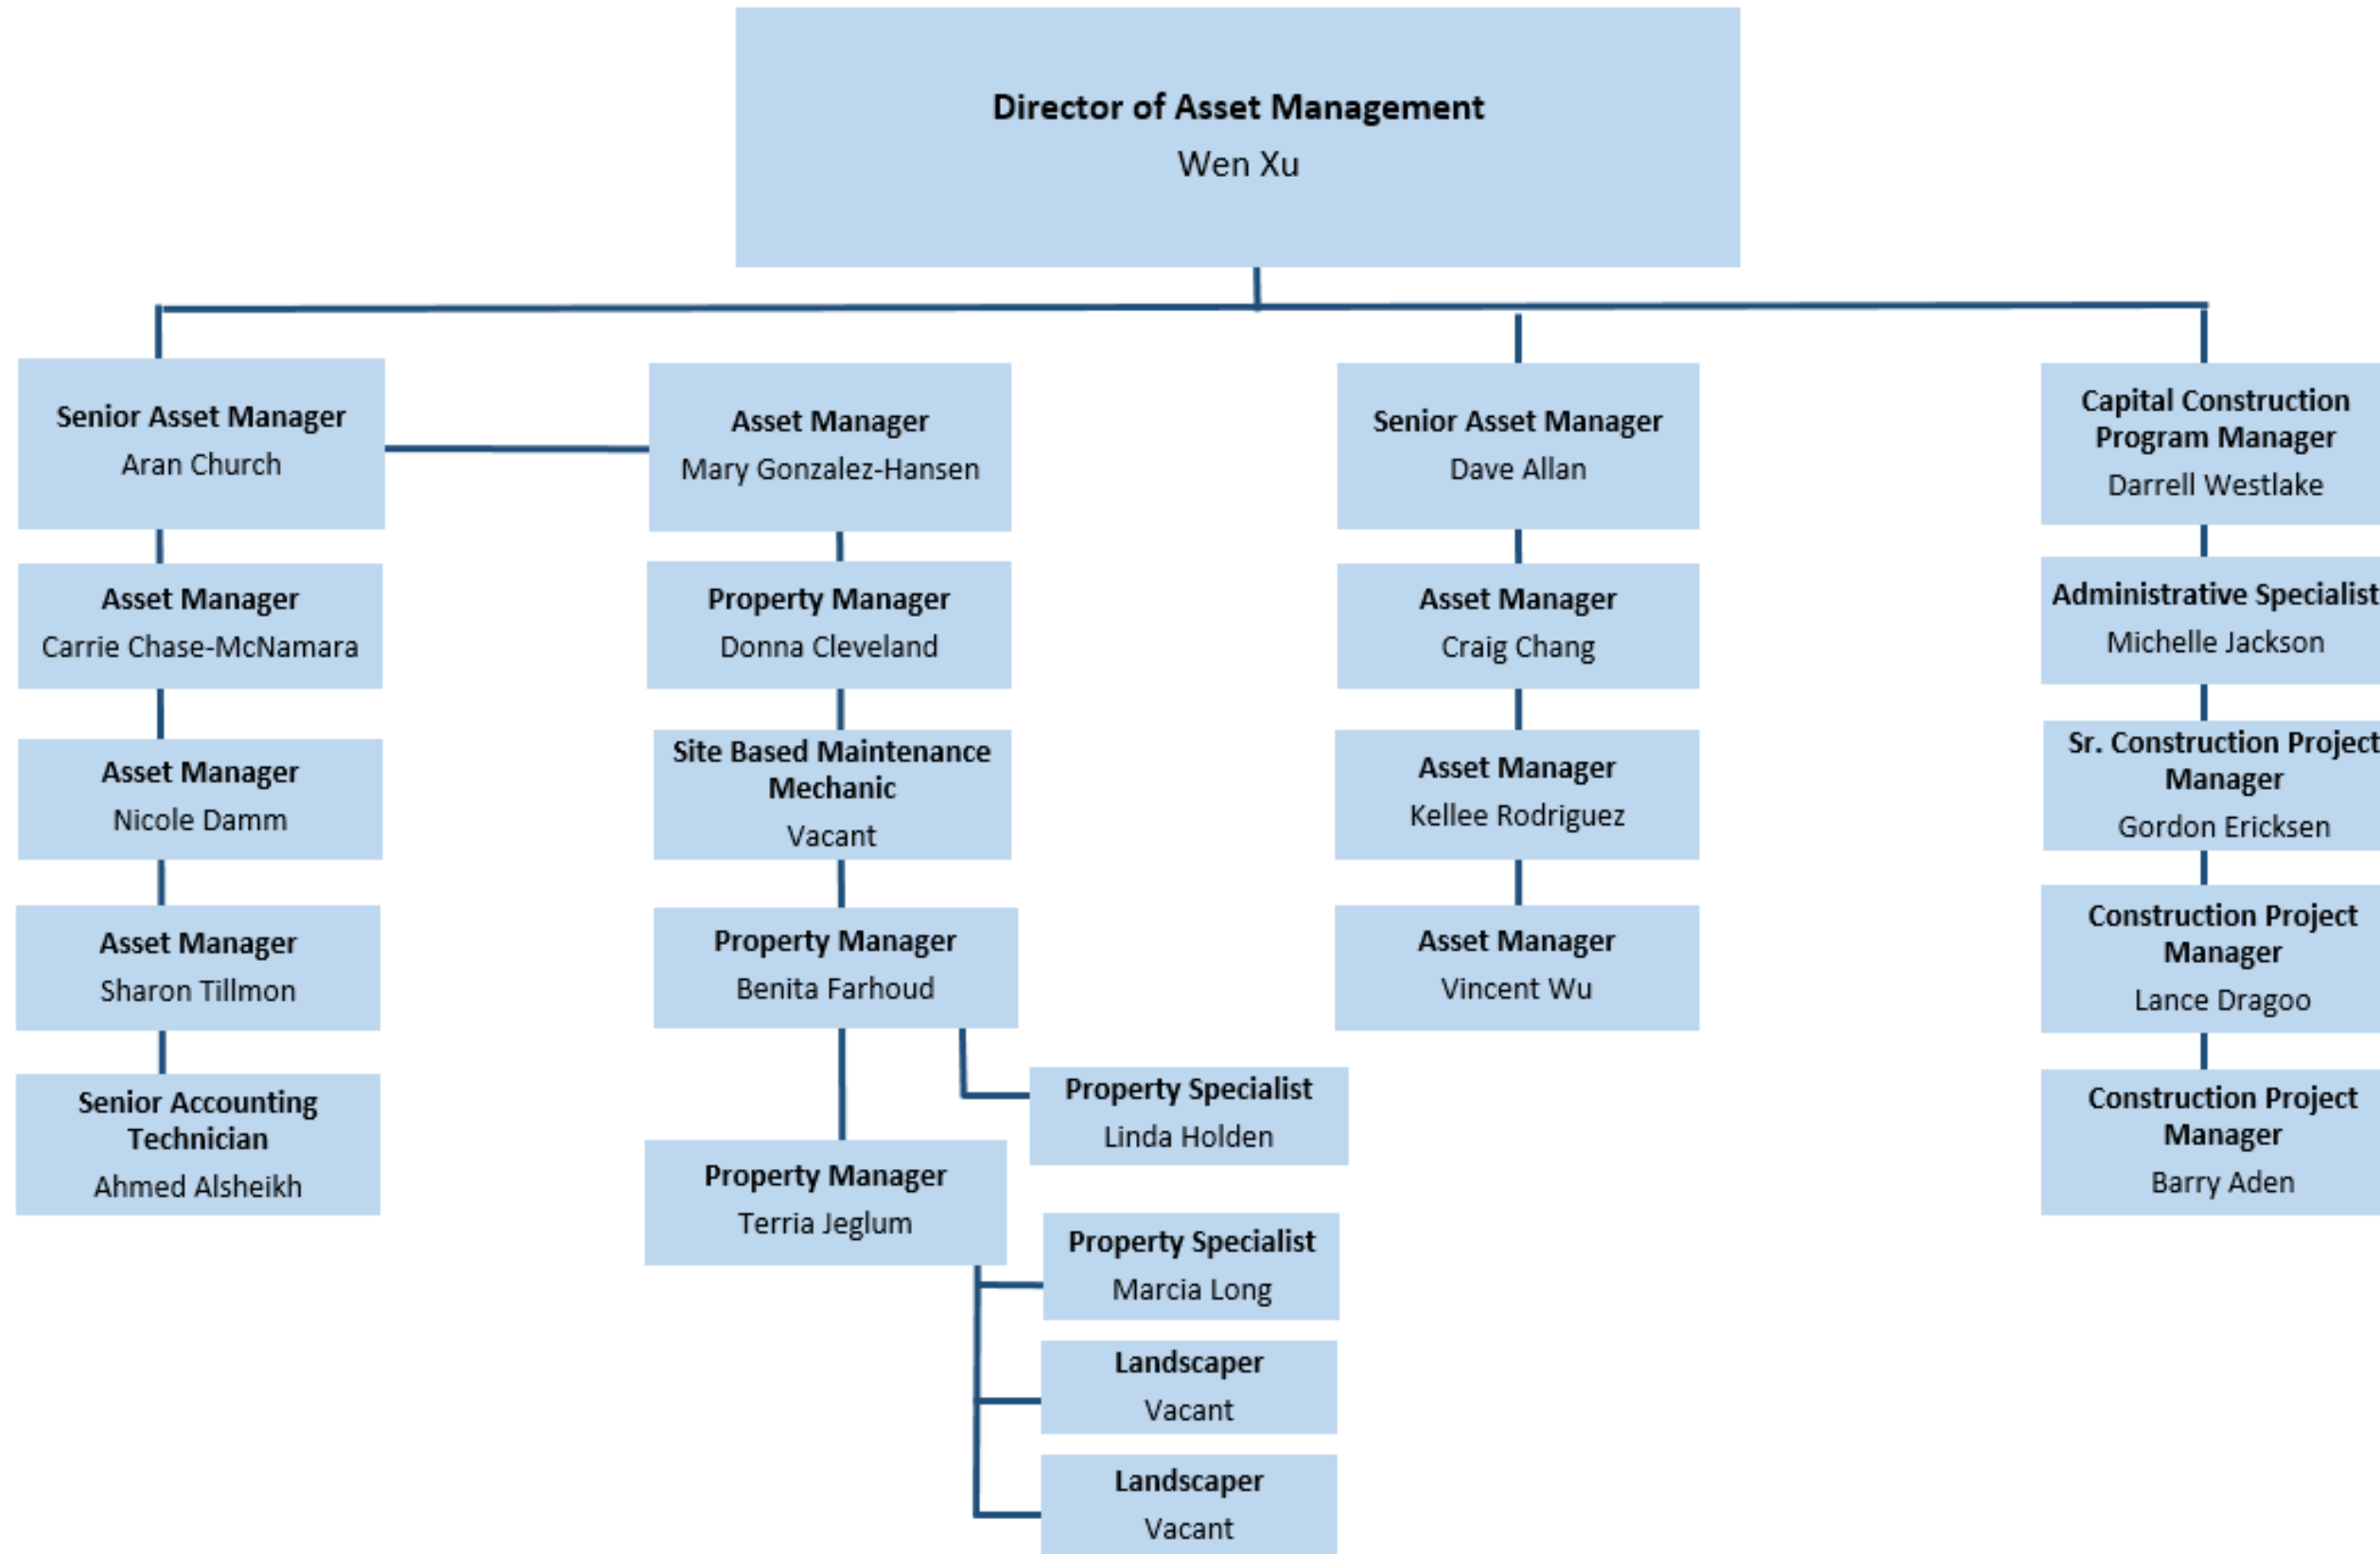 Director of Asset Management
Wen Xu
Senior Asset Manager
Aran Church
Asset Manager
Carrie Chase-McNamara
Asset Manager
Nicole Damm
Asset Manager
Sharon Tillmon
Senior Accounting
Technician
Ahmed Alsheikh
Asset Manager
Mary Gonzalez-Hansen
Property Manager
Donna Cleveland
Site Based Maintenance
Mechanic
Vacant
Property Manager
Benita Farhoud
Property Specialist
Linda Holden
Property Manager
Terria Jeglum
Property Specialist
Marcia Long
Landscaper
Vacant
Landscaper
Vacant
Senior Asset Manager
Dave Allan
Asset Manager
Craig Chang
Asset Manager
Kellee Rodriguez
Asset Manager
Vincent Wu
Capital Construction
Program Manager
Darrell Westlake
Administrative Specialist
Michelle Jackson
Sr. Construction Project
Manager
Gordon Ericksen
Construction Project
Manager
Lance Dragoo
Construction Project
Manager
Barry Aden